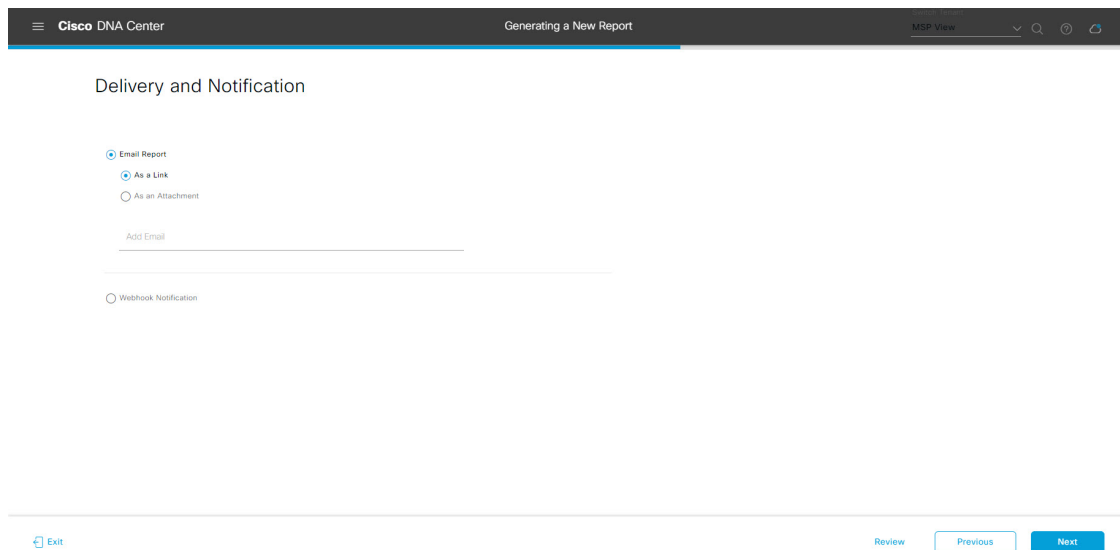 Cisco DNA Center
Generating a New Report
MSP View
Delivery and Notification
Email Report
As a Link
As an Attachment
Add Email
Webhook Notification
Exit
Review
Previous
Next